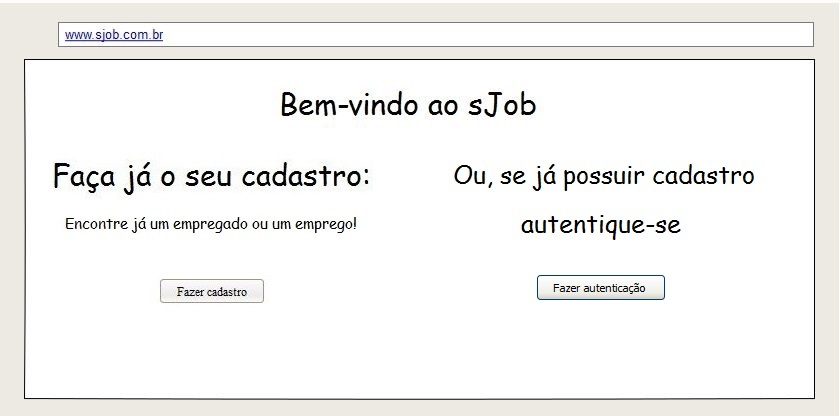 www.sjob.com.br
Bem-vindo ao sJob
Faça já o seu cadastro:
Encontre já um empregado ou um emprego!
Fazer cadastro
Ou, se já possuir cadastro
autentique-se
Fazer autenticação